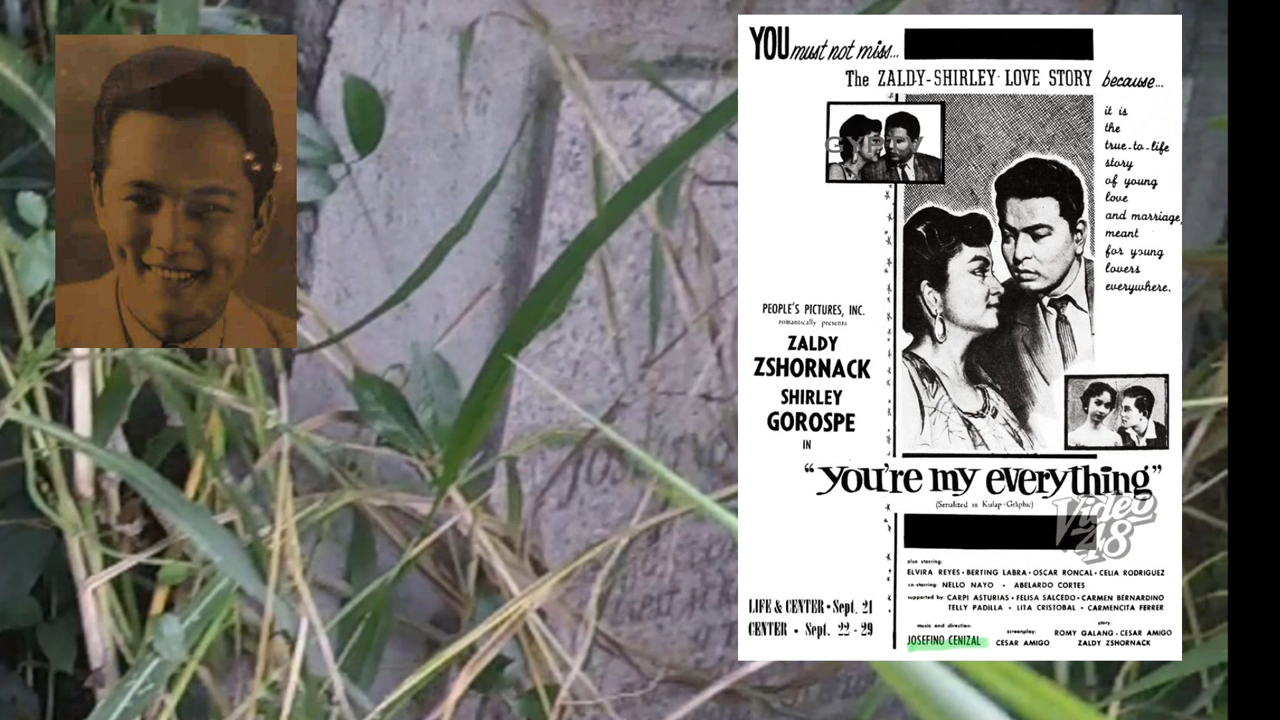 YOU must not miss...
The ZALDY-SHIRLEY LOVE STORY because...
it is
the
true-to-life
story
of young
love
and marriage,
meant
for young
lovers
everywhere.
PEOPLE'S PICTURES, INC.
romantically presents
ZALDY
ZSHORNACK
SHIRLEY
GOROSPE
IN
"you're my everything"
(Serialized in Kislap-Graphic)
Video
48
also starring:
ELVIRA REYES • BERTING LABRA • OSCAR RONCAL • CELIA RODRIGUEZ
co-starring: NELLO NAYO • ABELARDO CORTES
supported by: CARPI ASTURIAS • FELISA SALCEDO • CARMEN BERNARDINO
TELLY PADILLA • LITA CRISTOBAL • CARMENCITA FERRER
music and direction:
JOSEFINO CENIZAL
screenplay:
CESAR AMIGO
story:
ROMY GALANG • CESAR AMIGO
ZALDY ZSHORNACK
LIFE & CENTER • Sept. 21
CENTER • Sept. 22-29